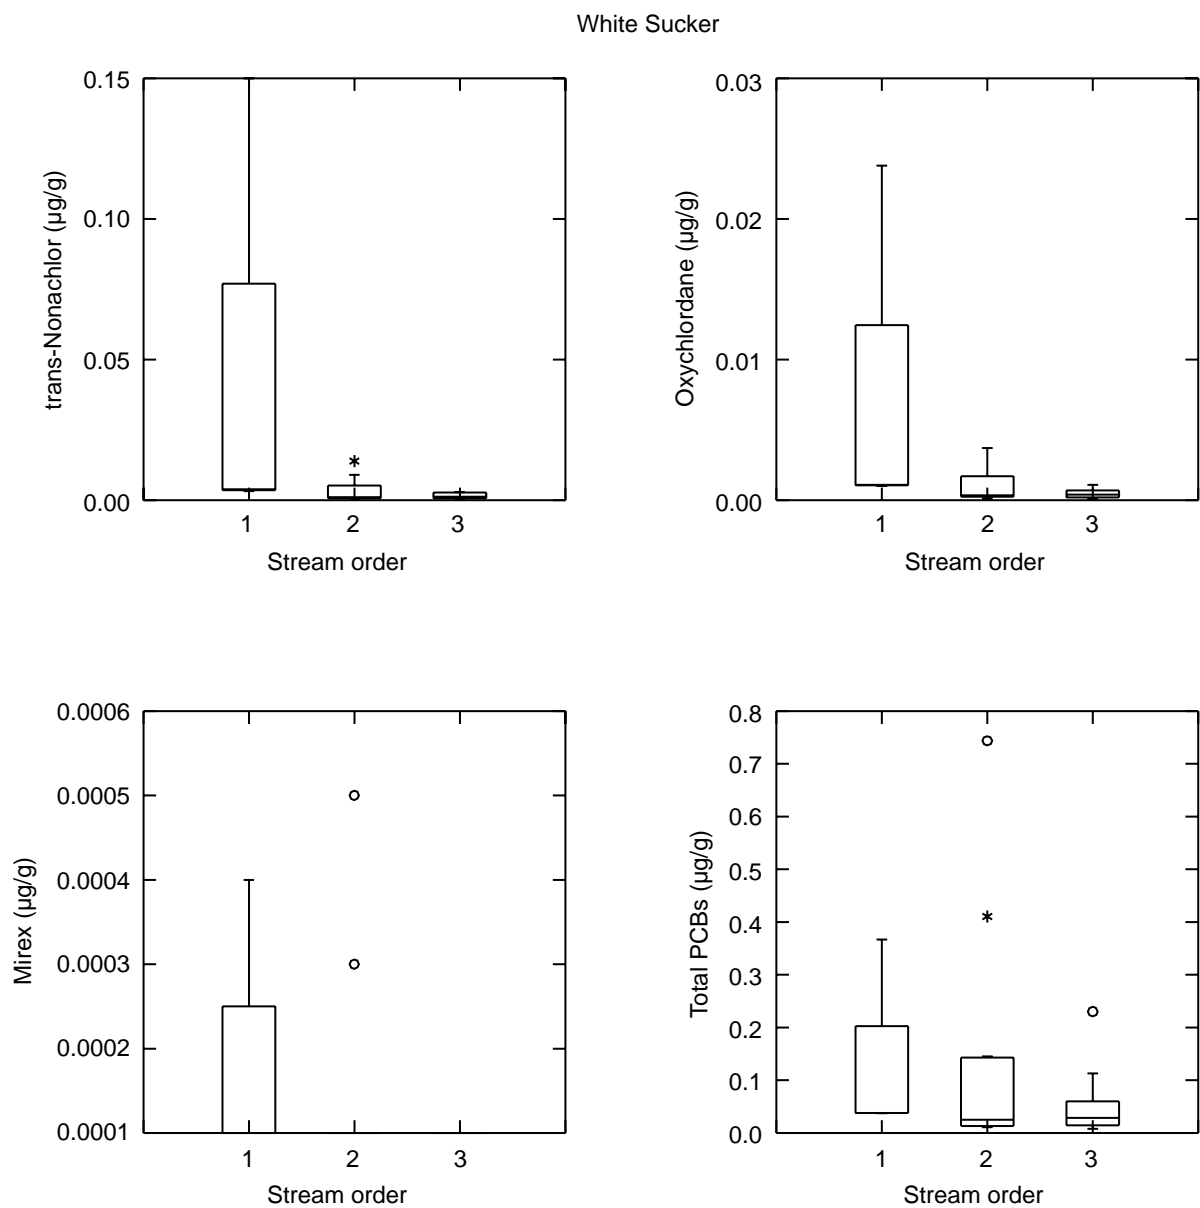 White Sucker
trans-Nonachlor (µg/g)
0.15
0.10
0.05
0.00
1 2 3
Stream order
Oxychlordane (µg/g)
0.03
0.02
0.01
0.00
1 2 3
Stream order
Mirex (µg/g)
0.0006
0.0005
0.0004
0.0003
0.0002
0.0001
1 2 3
Stream order
Total PCBs (µg/g)
0.8
0.7
0.6
0.5
0.4
0.3
0.2
0.1
0.0
1 2 3
Stream order